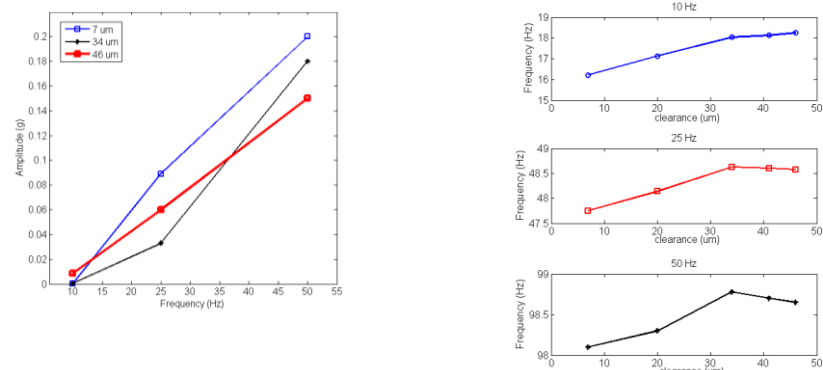 7 um
34 um
46 um
0.2
0.18
0.16
0.14
0.12
0.1
0.08
0.06
0.04
0.02
0
Amplitude (g)
10 15 20 25 30 35 40 45 50 55
Frequency (Hz)
10 Hz
19
18
17
16
15
Frequency (Hz)
0 10 20 30 40 50
clearance (um)
25 Hz
49
48.5
48
47.5
Frequency (Hz)
0 10 20 30 40 50
clearance (um)
50 Hz
99
98.5
98
Frequency (Hz)
0 10 20 30 40 50
clearance (um)